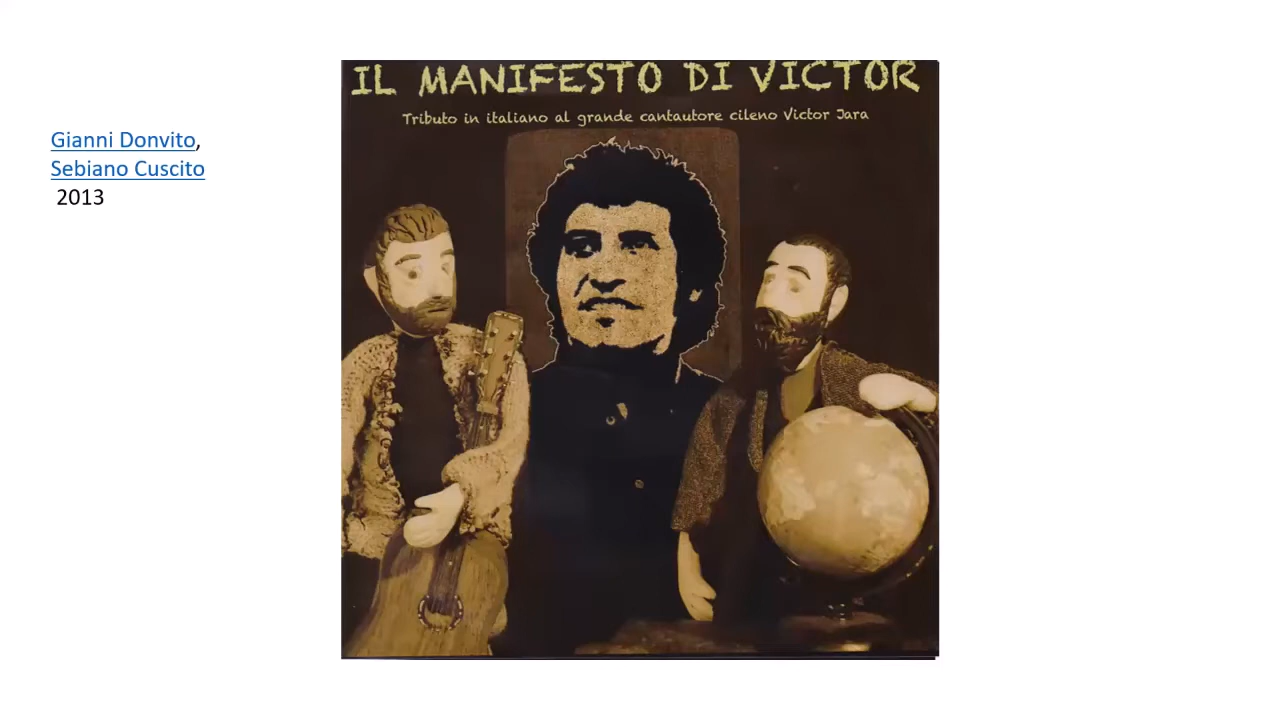 IL MANIFESTO DI VICTOR
Tributo in italiano al grande cantautore cileno Victor Jara
Gianni Donvito,
Sebiano Cuscito
2013